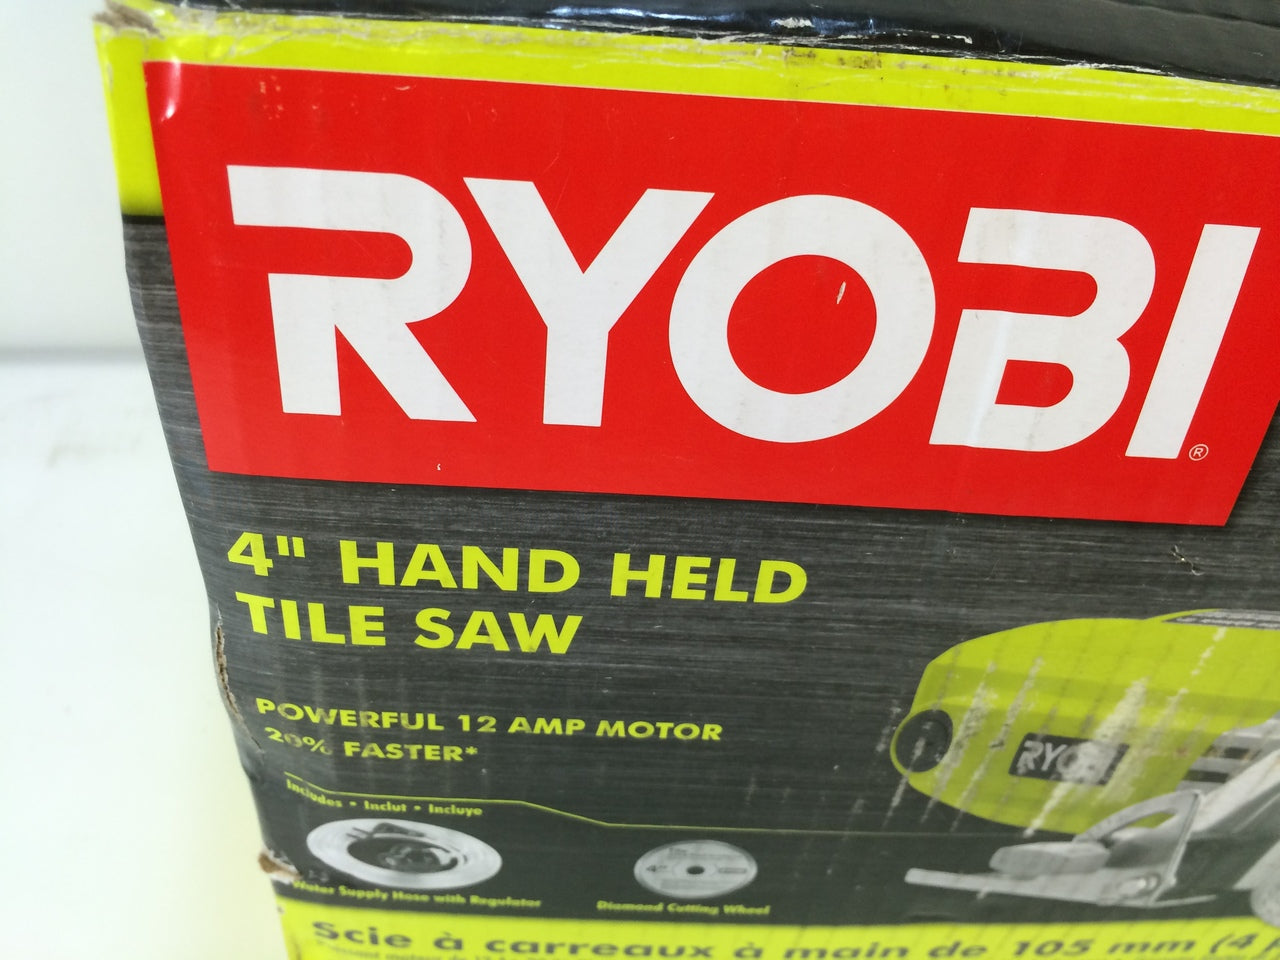 RYOBI®
4" HAND HELD
TILE SAW
POWERFUL 12 AMP MOTOR
20% FASTER*
RYOBI
Includes • Inclut • Incluye
4"
Water Supply Hose with Regulator
Diamond Cutting Wheel
Scie à carreaux à main de 105 mm (4